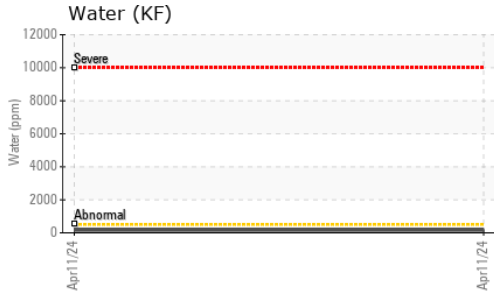 Water (KF)
12000
Severe
10000
8000
6000
Water (ppm)
4000
2000
Abnormal
0
Apr11/24
Apr11/24